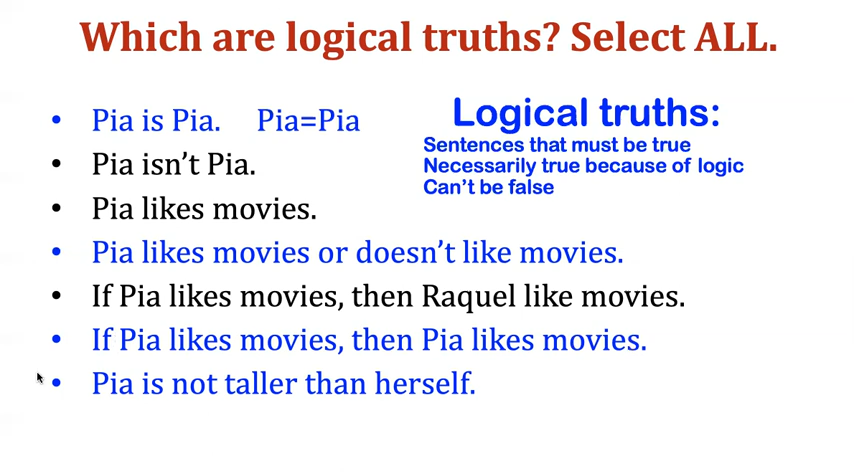 Which are logical truths? Select ALL.
• Pia is Pia. Pia=Pia
Logical truths:
Sentences that must be true
Necessarily true because of logic
Can't be false
• Pia isn't Pia.
• Pia likes movies.
• Pia likes movies or doesn't like movies.
• If Pia likes movies, then Raquel like movies.
• If Pia likes movies, then Pia likes movies.
• Pia is not taller than herself.